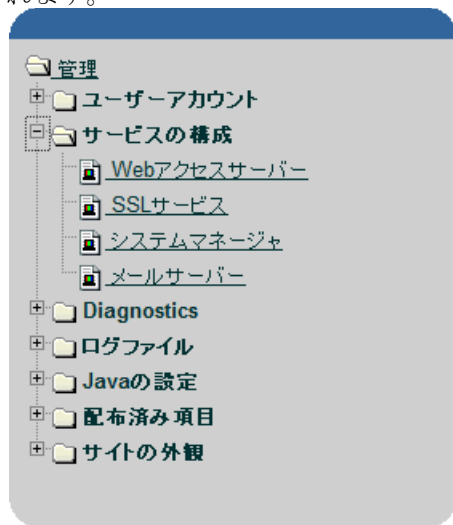 れます。
管理
ユーザーアカウント
サービスの構成
Webアクセスサーバー
SSLサービス
システムマネージャ
メールサーバー
Diagnostics
ログファイル
Javaの設定
配布済み項目
サイトの外観